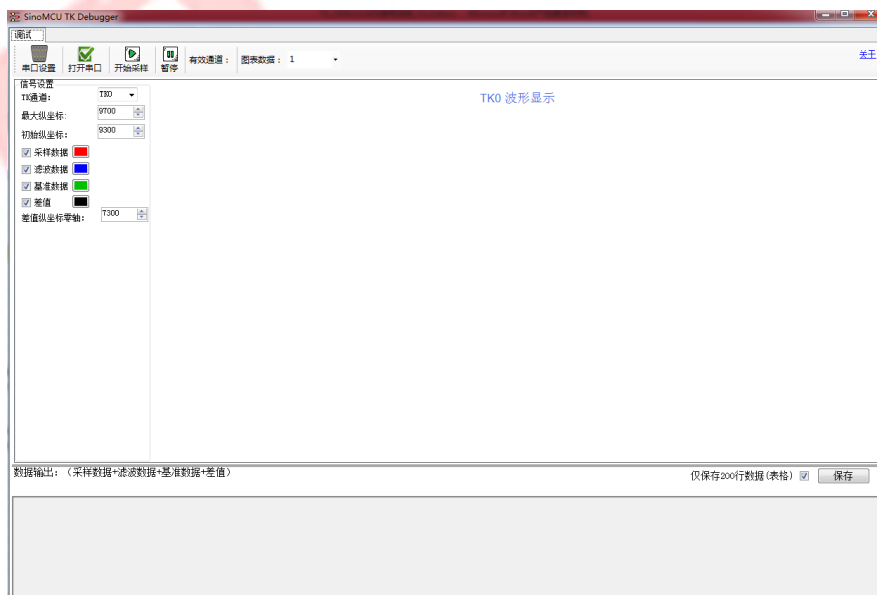 SinoMCU TK Debugger
调试
串口设置 打开串口 开始采样 暂停 有效通道： 图表数据： 1 关于
信号设置
TK通道： TK0
最大纵坐标： 9700
初始纵坐标： 9300
采样数据
滤波数据
基准数据
差值
差值纵坐标零轴： 7300
TK0 波形显示
数据输出：（采样数据+滤波数据+基准数据+差值）
仅保存200行数据(表格) 保存